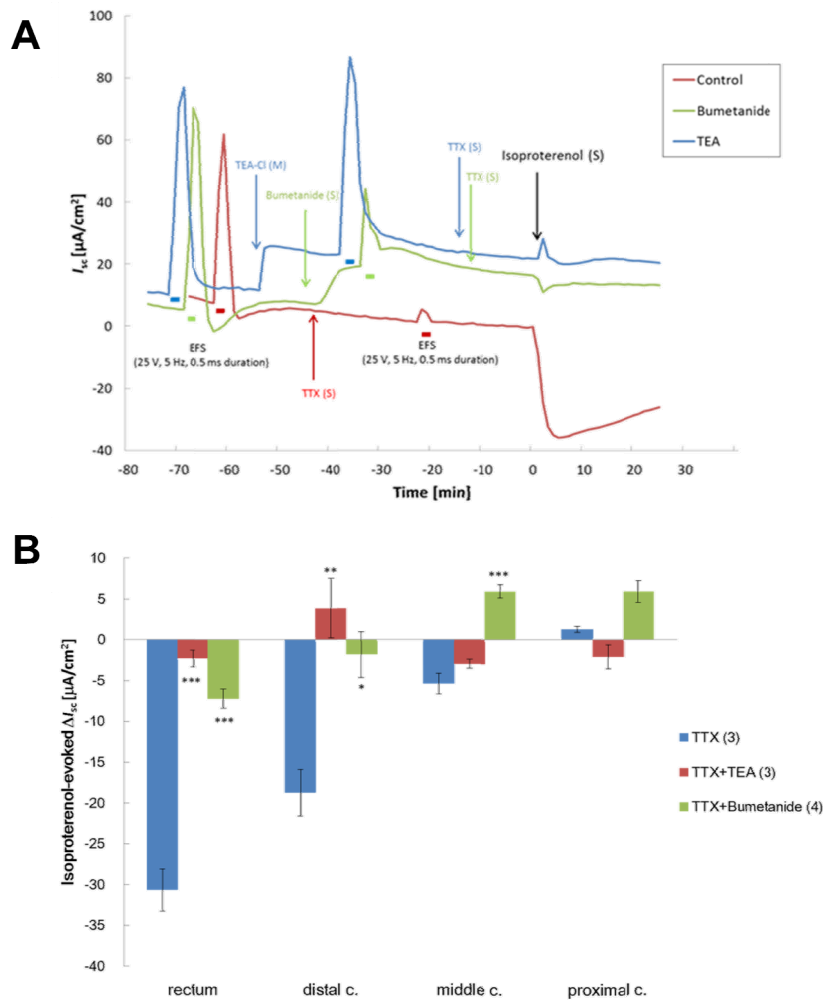 A
100
80
60
40
20
0
-20
-40
Isc [µA/cm²]
Control
Bumetanide
TEA
TEA-Cl (M)
Bumetanide (S)
TTX (S)
TTX (S)
Isoproterenol (S)
EFS
(25 V, 5 Hz, 0.5 ms duration)
TTX (S)
EFS
(25 V, 5 Hz, 0.5 ms duration)
-80 -70 -60 -50 -40 -30 -20 -10 0 10 20 30
Time [min]
B
10
5
0
-5
-10
-15
-20
-25
-30
-35
-40
Isoproterenol-evoked ΔIsc [µA/cm²]
***
***
**
*
***
TTX (3)
TTX+TEA (3)
TTX+Bumetanide (4)
rectum distal c. middle c. proximal c.